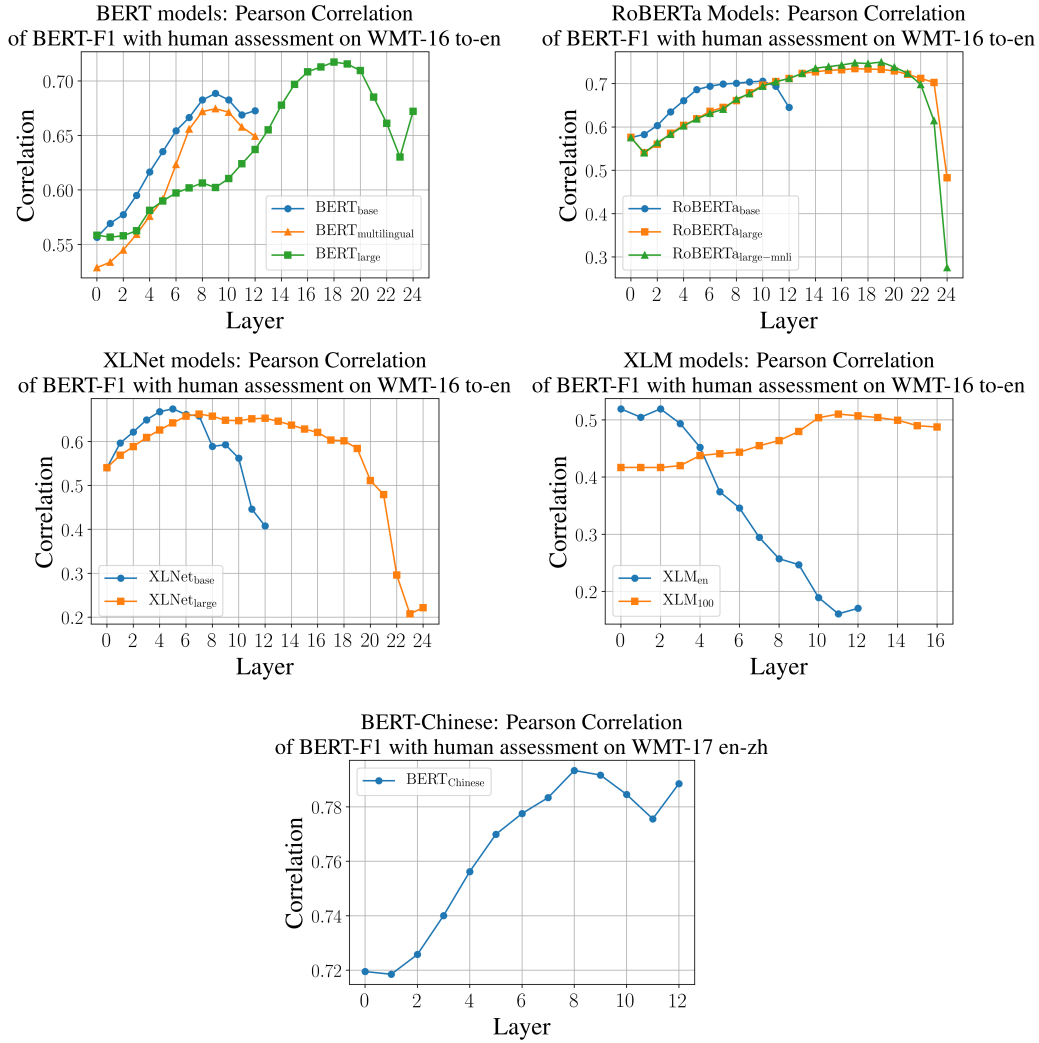 BERT models: Pearson Correlation
of BERT-F1 with human assessment on WMT-16 to-en
Correlation
0.70
0.65
0.60
0.55
BERTbase
BERTmultilingual
BERTlarge
0 2 4 6 8 10 12 14 16 18 20 22 24
Layer
RoBERTa Models: Pearson Correlation
of BERT-F1 with human assessment on WMT-16 to-en
Correlation
0.7
0.6
0.5
0.4
0.3
RoBERTabase
RoBERTalarge
RoBERTalarge−mnli
0 2 4 6 8 10 12 14 16 18 20 22 24
Layer
XLNet models: Pearson Correlation
of BERT-F1 with human assessment on WMT-16 to-en
Correlation
0.6
0.5
0.4
0.3
0.2
XLNetbase
XLNetlarge
0 2 4 6 8 10 12 14 16 18 20 22 24
Layer
XLM models: Pearson Correlation
of BERT-F1 with human assessment on WMT-16 to-en
Correlation
0.5
0.4
0.3
0.2
XLMen
XLM100
0 2 4 6 8 10 12 14 16
Layer
BERT-Chinese: Pearson Correlation
of BERT-F1 with human assessment on WMT-17 en-zh
BERTChinese
Correlation
0.78
0.76
0.74
0.72
0 2 4 6 8 10 12
Layer